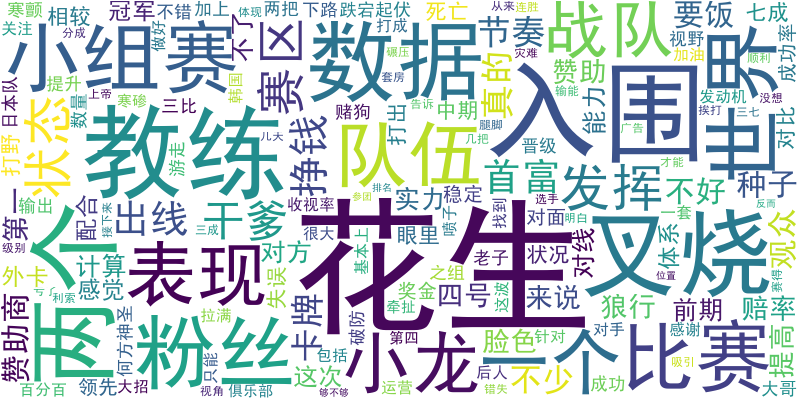 寒颤 冠军 不错 加上 体现 两把 下路 跌宕起伏 死亡 从来 连胜 要饭 七成
关注 相较 打成 做好 分成 碾压 视野 加油 顺利 成功率
小组赛 不了 赛区 数据 套房 节奏 战队 入围 世界
日本队 提升 韩国 灾难 真的 赞助 能力 发动机 没想
数量 上帝 寒碜 三比 赌狗 打出 中期 告诉 输能 挨打 对比
状态 打野 教练 游走 挣钱 队伍 腿脚 晋级 广告 三七
几天 几把 首富 发挥 不好 种子 才能
第一 输出 配合 出线 干爹 收视率 参团 排名 实力 稳定 选手 一套 反而
级别 接下来 三成 找到 喷子 明白 体系 观众
两个 外卡 计算 表现 对方 很大 眼里 对面 状况 对线 位置 赛得
感觉 失误 基本上 老子 之组 花生 叉烧
利索 奖金 这波 四号 来说 狼行 前期 赔率
赞助商 何方神圣 拉满 卡牌 牵扯 破防 第四 针对 对手 感谢 提高
粉丝 小龙 这次 包括 只能 脸色 一个 不少 吸引 比赛
百分百 领先 大招 视角 俱乐部 够不够 运营 后人 错失 成功 大哥